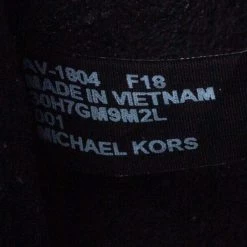 AV-1804 F18
MADE IN VIETNAM
30H7GM9M2L
001
MICHAEL KORS